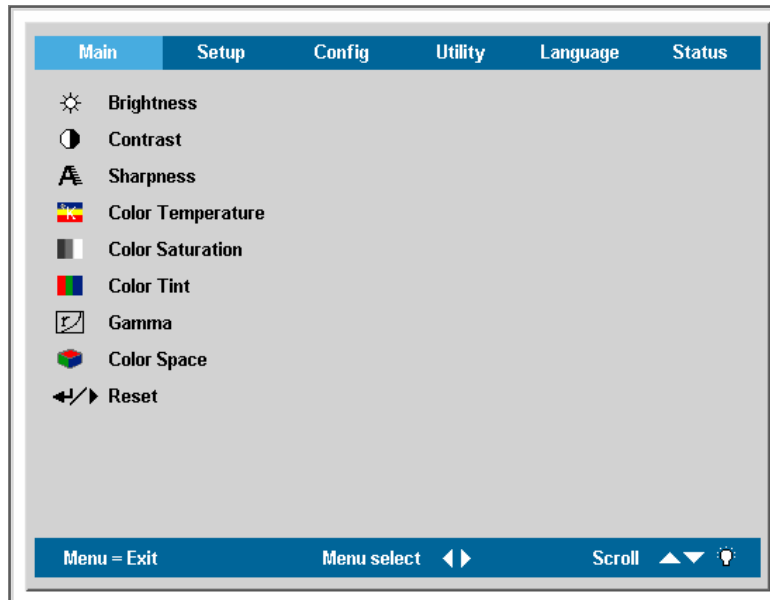 Main Setup Config Utility Language Status
Brightness
Contrast
Sharpness
Color Temperature
Color Saturation
Color Tint
Gamma
Color Space
Reset
Menu = Exit Menu select Scroll